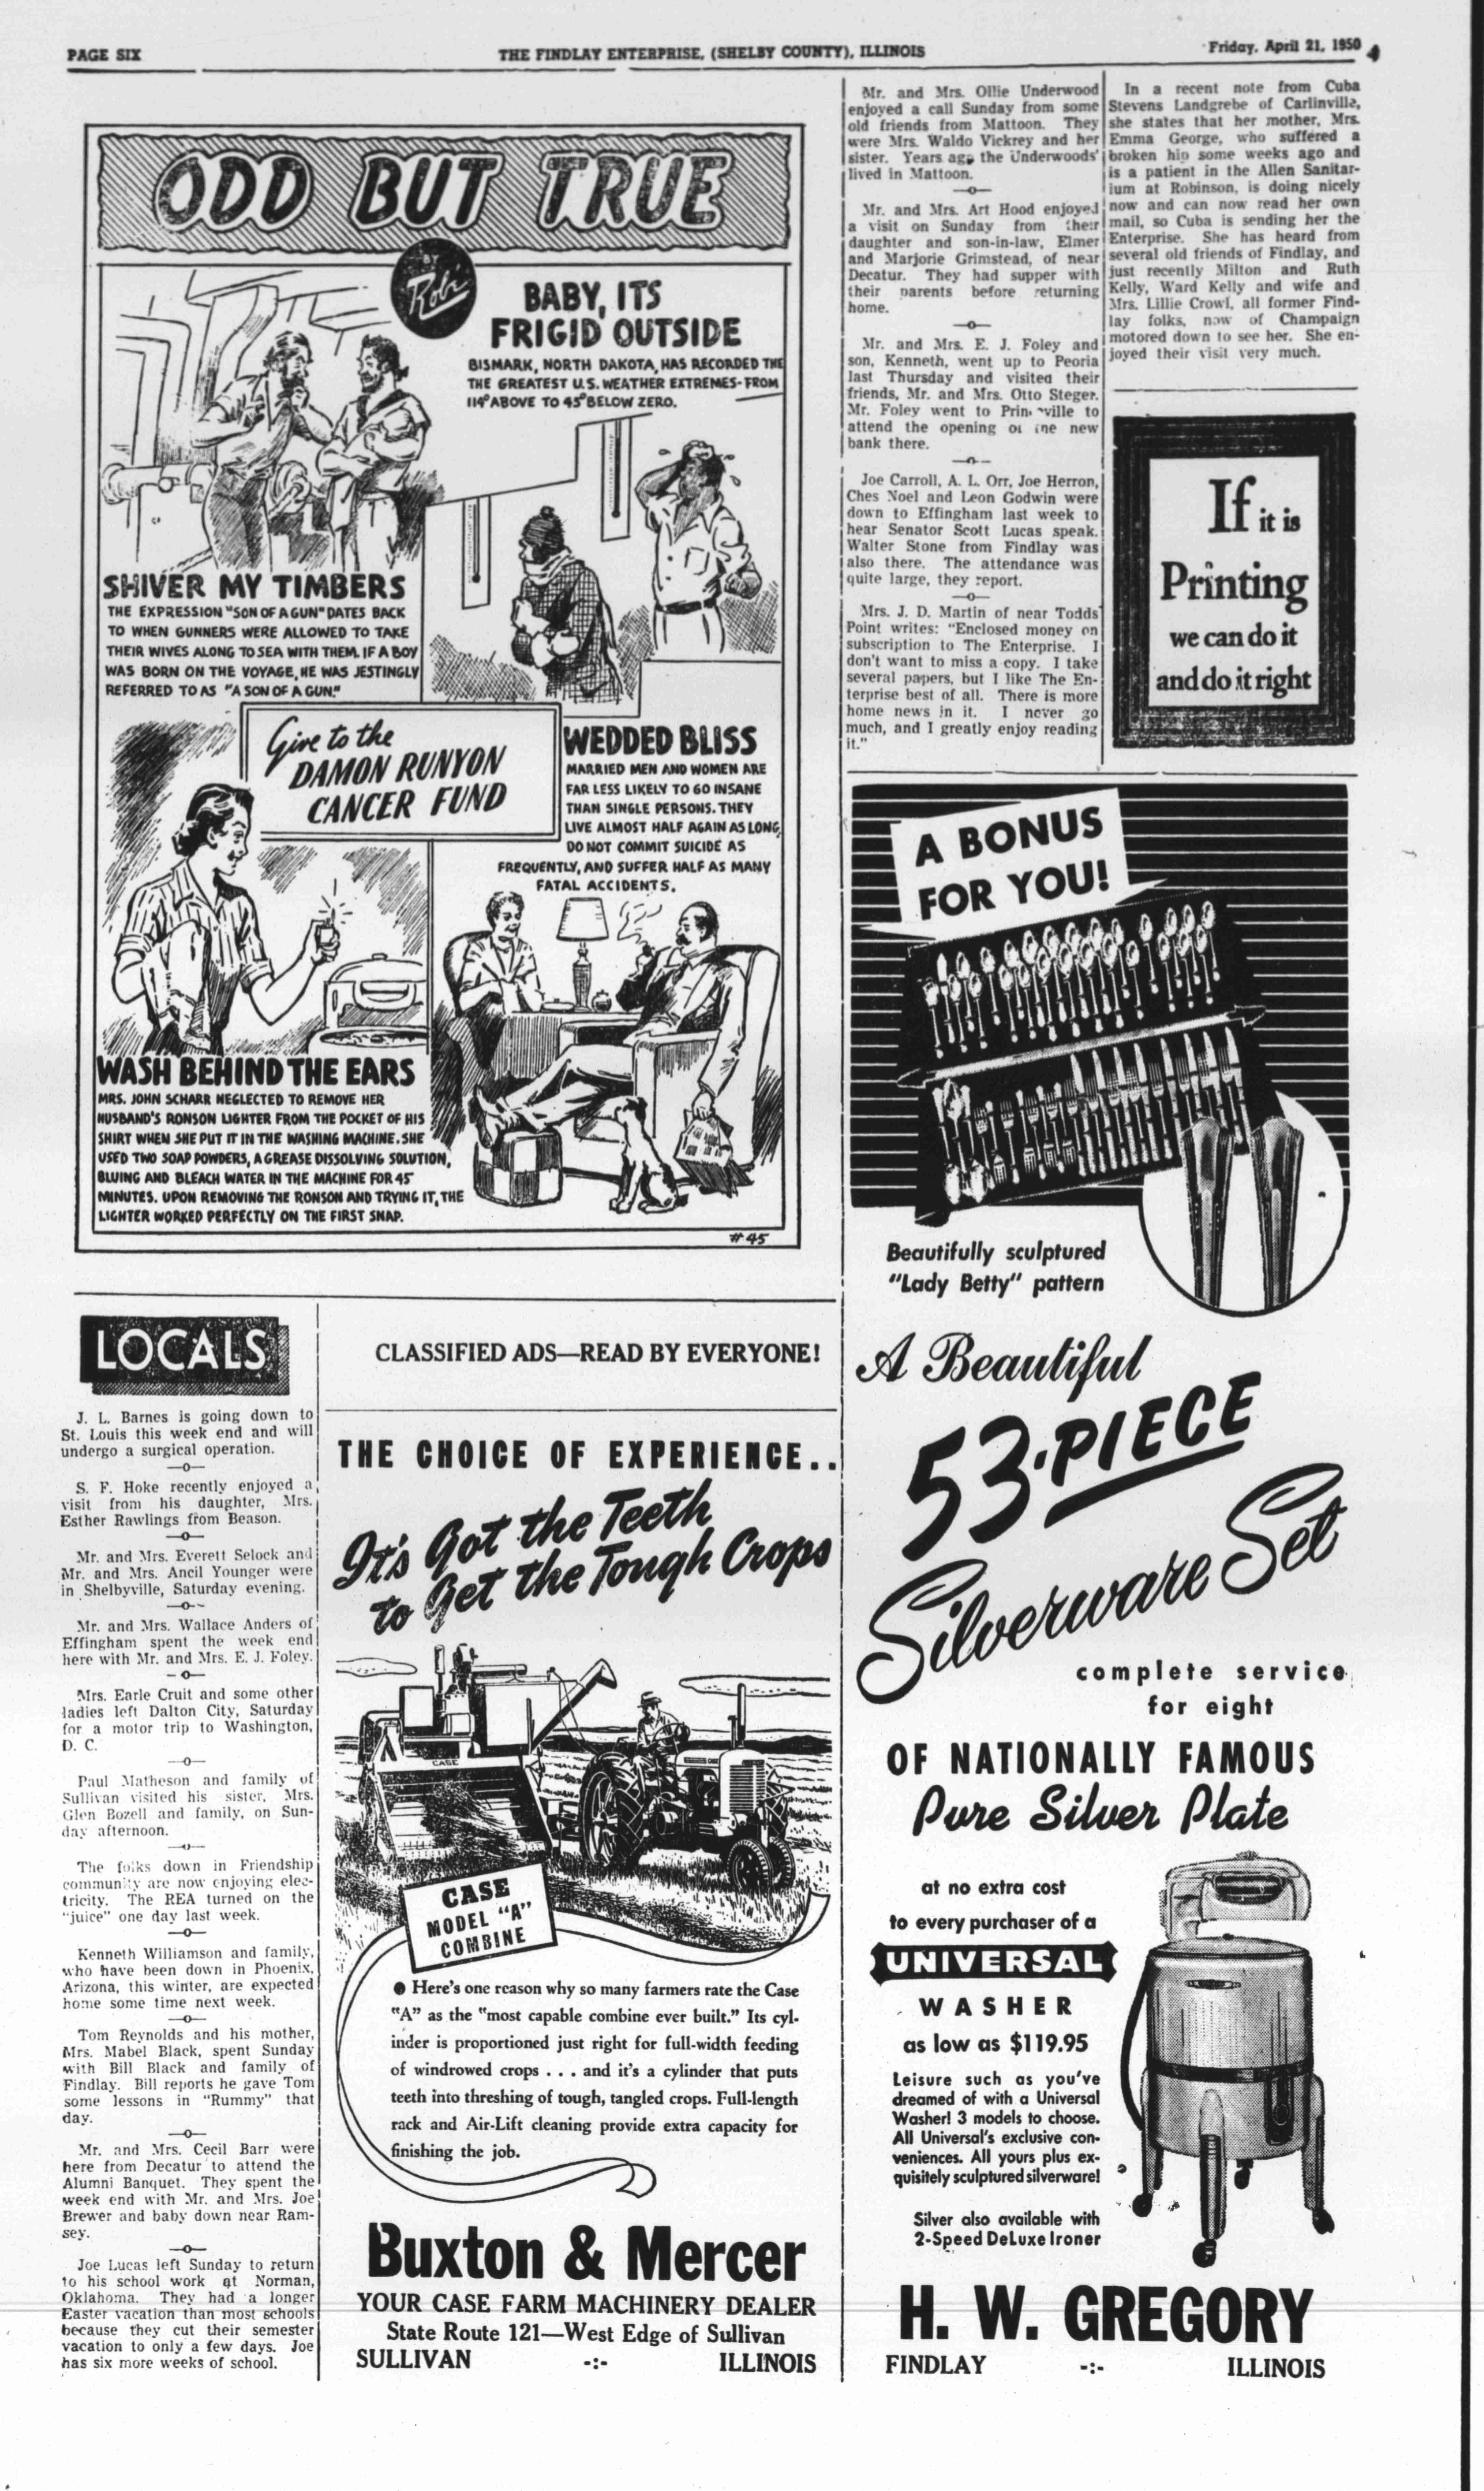 PAGE SIX
THE FINDLAY ENTERPRISE, (SHELBY COUNTY), ILLINOIS
Friday, April 21, 1950
ODD BUT TRUE
BY
Robi
BABY, ITS
FRIGID OUTSIDE
BISMARK, NORTH DAKOTA, HAS RECORDED THE
THE GREATEST U.S. WEATHER EXTREMES-FROM
114° ABOVE TO 45° BELOW ZERO.
SHIVER MY TIMBERS
THE EXPRESSION "SON OF A GUN" DATES BACK
TO WHEN GUNNERS WERE ALLOWED TO TAKE
THEIR WIVES ALONG TO SEA WITH THEM. IF A BOY
WAS BORN ON THE VOYAGE, HE WAS JESTINGLY
REFERRED TO AS "A SON OF A GUN."
Give to the
DAMON RUNYON
CANCER FUND
WEDDED BLISS
MARRIED MEN AND WOMEN ARE
FAR LESS LIKELY TO GO INSANE
THAN SINGLE PERSONS. THEY
LIVE ALMOST HALF AGAIN AS LONG,
DO NOT COMMIT SUICIDE AS
FREQUENTLY, AND SUFFER HALF AS MANY
FATAL ACCIDENTS.
WASH BEHIND THE EARS
MRS. JOHN SCHARR NEGLECTED TO REMOVE HER
HUSBAND'S RONSON LIGHTER FROM THE POCKET OF HIS
SHIRT WHEN SHE PUT IT IN THE WASHING MACHINE. SHE
USED TWO SOAP POWDERS, A GREASE DISSOLVING SOLUTION,
BLUING AND BLEACH WATER IN THE MACHINE FOR 45
MINUTES. UPON REMOVING THE RONSON AND TRYING IT, THE
LIGHTER WORKED PERFECTLY ON THE FIRST SNAP.
#45
LOCALS
J. L. Barnes is going down to
St. Louis this week end and will
undergo a surgical operation.
—o—
S. F. Hoke recently enjoyed a
visit from his daughter, Mrs.
Esther Rawlings from Beason.
—o—
Mr. and Mrs. Everett Selock and
Mr. and Mrs. Ancil Younger were
in Shelbyville, Saturday evening.
—o—
Mr. and Mrs. Wallace Anders of
Effingham spent the week end
here with Mr. and Mrs. E. J. Foley.
—o—
Mrs. Earle Cruit and some other
ladies left Dalton City, Saturday
for a motor trip to Washington,
D. C.
—o—
Paul Matheson and family of
Sullivan visited his sister, Mrs.
Glen Bozell and family, on Sun-
day afternoon.
—o—
The folks down in Friendship
community are now enjoying elec-
tricity. The REA turned on the
"juice" one day last week.
—o—
Kenneth Williamson and family,
who have been down in Phoenix,
Arizona, this winter, are expected
home some time next week.
—o—
Tom Reynolds and his mother,
Mrs. Mabel Black, spent Sunday
with Bill Black and family of
Findlay. Bill reports he gave Tom
some lessons in "Rummy" that
day.
—o—
Mr. and Mrs. Cecil Barr were
here from Decatur to attend the
Alumni Banquet. They spent the
week end with Mr. and Mrs. Joe
Brewer and baby down near Ram-
sey.
—o—
Joe Lucas left Sunday to return
to his school work at Norman,
Oklahoma. They had a longer
Easter vacation than most schools
because they cut their semester
vacation to only a few days. Joe
has six more weeks of school.
CLASSIFIED ADS—READ BY EVERYONE!
THE CHOICE OF EXPERIENCE..
It's Got the Teeth
to Get the Tough Crops
CASE
CASE
MODEL "A"
COMBINE
● Here's one reason why so many farmers rate the Case
"A" as the "most capable combine ever built." Its cyl-
inder is proportioned just right for full-width feeding
of windrowed crops . . . and it's a cylinder that puts
teeth into threshing of tough, tangled crops. Full-length
rack and Air-Lift cleaning provide extra capacity for
finishing the job.
Buxton & Mercer
YOUR CASE FARM MACHINERY DEALER
State Route 121—West Edge of Sullivan
SULLIVAN -:- ILLINOIS
Mr. and Mrs. Ollie Underwood
enjoyed a call Sunday from some
old friends from Mattoon. They
were Mrs. Waldo Vickrey and her
sister. Years ago the Underwoods
lived in Mattoon.
—o—
Mr. and Mrs. Art Hood enjoyed
a visit on Sunday from their
daughter and son-in-law, Elmer
and Marjorie Grimstead, of near
Decatur. They had supper with
their parents before returning
home.
—o—
Mr. and Mrs. E. J. Foley and
son, Kenneth, went up to Peoria
last Thursday and visited their
friends, Mr. and Mrs. Otto Steger.
Mr. Foley went to to
attend the opening of the new
bank there.
—o—
Joe Carroll, A. L. Orr, Joe Herron,
Ches Noel and Leon Godwin were
down to Effingham last week to
hear Senator Scott Lucas speak.
Walter Stone from Findlay was
also there. The attendance was
quite large, they report.
—o—
Mrs. J. D. Martin of near Todds
Point writes: "Enclosed money on
subscription to The Enterprise. I
don't want to miss a copy. I take
several papers, but I like The En-
terprise best of all. There is more
home news in it. I never go
much, and I greatly enjoy reading
it."
In a recent note from Cuba
Stevens Landgrebe of Carlinville,
she states that her mother, Mrs.
Emma George, who suffered a
broken hip some weeks ago and
is a patient in the Allen Sanitar-
ium at Robinson, is doing nicely
now and can now read her own
mail, so Cuba is sending her the
Enterprise. She has heard from
several old friends of Findlay, and
just recently Milton and Ruth
Kelly, Ward Kelly and wife and
Mrs. Lillie Crowl, all former Find-
lay folks, now of Champaign
motored down to see her. She en-
joyed their visit very much.
If it is
Printing
we can do it
and do it right
A BONUS
FOR YOU!
Beautifully sculptured
"Lady Betty" pattern
A Beautiful
53-PIECE
Silverware Set
complete service
for eight
OF NATIONALLY FAMOUS
Pure Silver Plate
at no extra cost
to every purchaser of a
UNIVERSAL
WASHER
as low as $119.95
Leisure such as you've
dreamed of with a Universal
Washer! 3 models to choose.
All Universal's exclusive con-
veniences. All yours plus ex-
quisitely sculptured silverware!
Silver also available with
2-Speed DeLuxe Ironer
H. W. GREGORY
FINDLAY -:- ILLINOIS